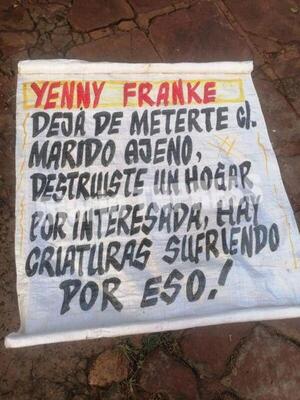 YENNY FRANKE
DEJÁ DE METERTE c/.
MARIDO AJENO,
DESTRUISTE UN HOGAR
POR INTERESADA, HAY
CRIATURAS SUFRIENDO
POR ESO!